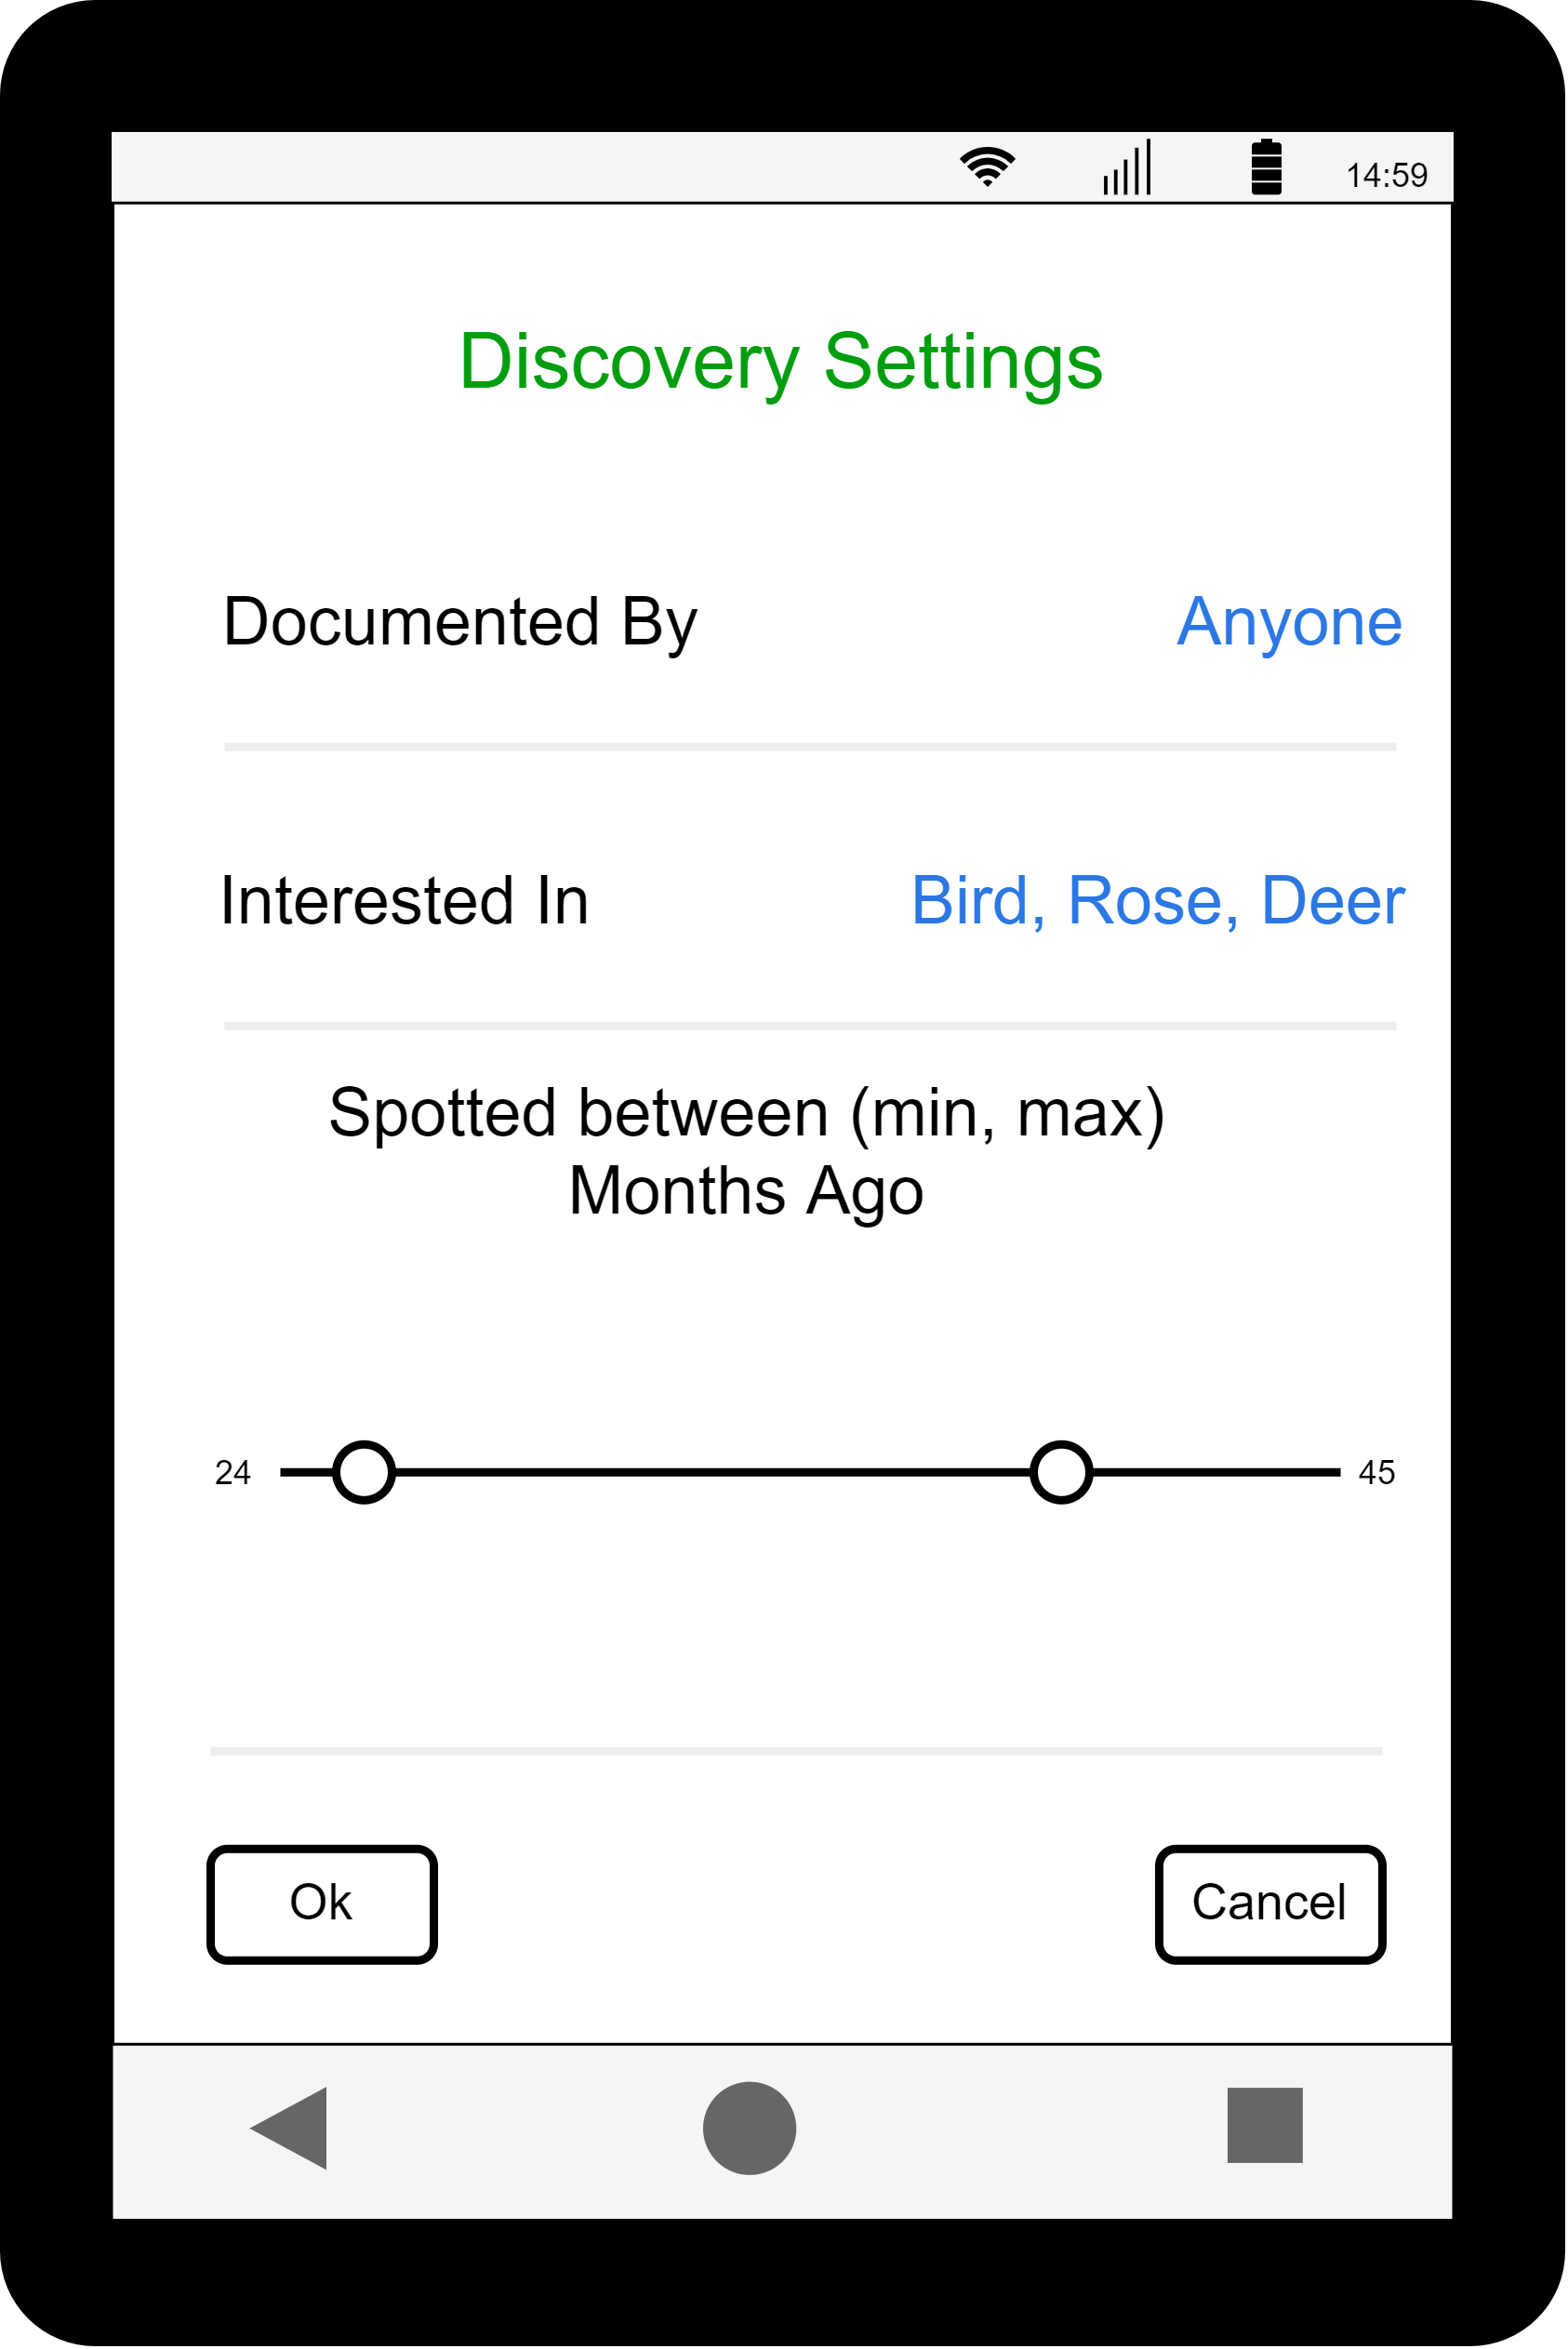 14:59
Discovery Settings
Documented By Anyone
Interested In Bird, Rose, Deer
Spotted between (min, max)
Months Ago
24 45
Ok Cancel